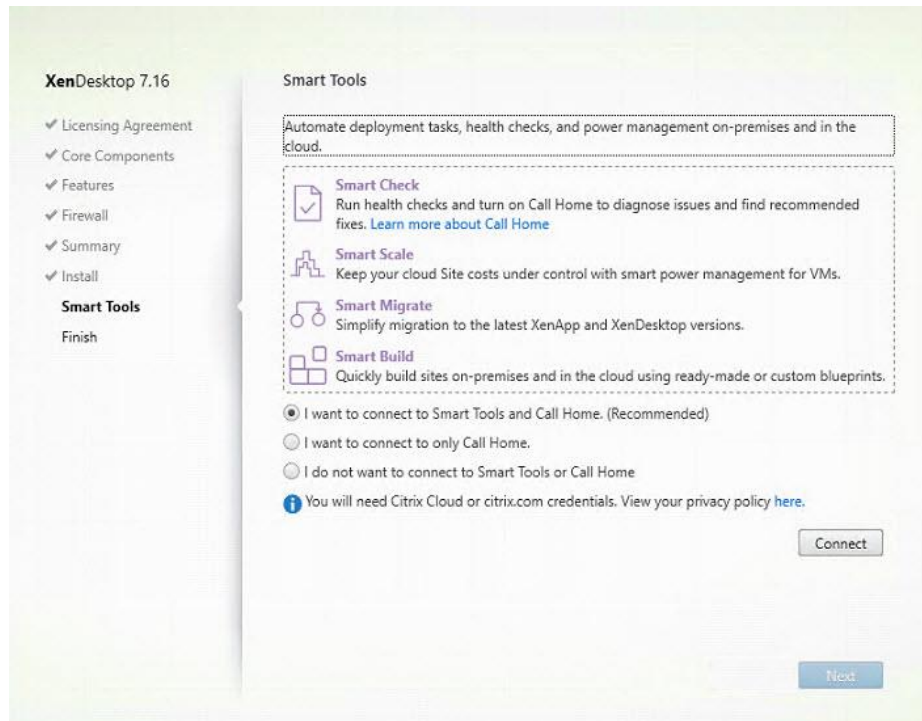 XenDesktop 7.16
Licensing Agreement
Core Components
Features
Firewall
Summary
Install
Smart Tools
Finish
Smart Tools
Automate deployment tasks, health checks, and power management on-premises and in the
cloud.
Smart Check
Run health checks and turn on Call Home to diagnose issues and find recommended
fixes. Learn more about Call Home
Smart Scale
Keep your cloud Site costs under control with smart power management for VMs.
Smart Migrate
Simplify migration to the latest XenApp and XenDesktop versions.
Smart Build
Quickly build sites on-premises and in the cloud using ready-made or custom blueprints.
I want to connect to Smart Tools and Call Home. (Recommended)
I want to connect to only Call Home.
I do not want to connect to Smart Tools or Call Home
You will need Citrix Cloud or citrix.com credentials. View your privacy policy here.
Connect
Next